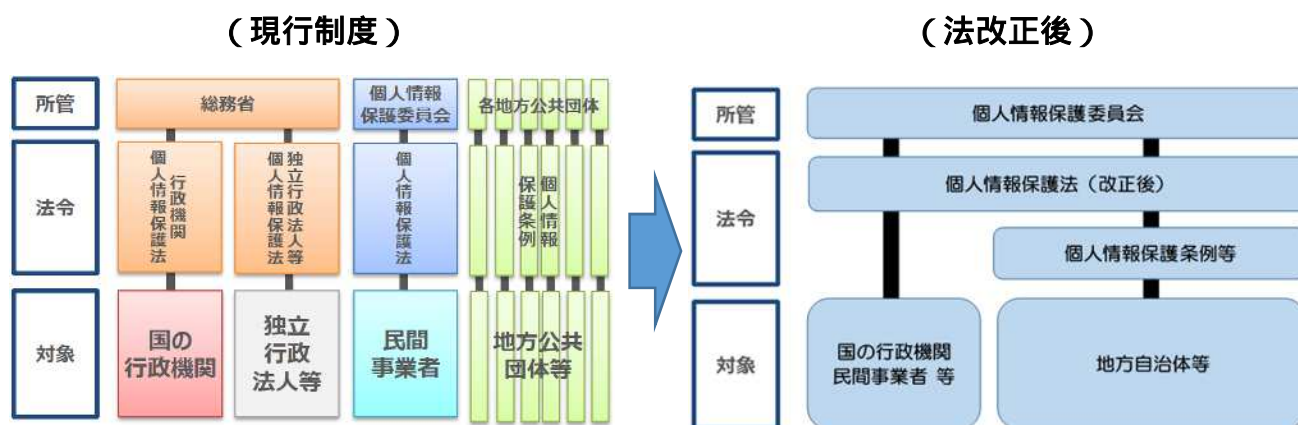 （現行制度）
（法改正後）
所管
総務省
個人情報
保護委員会
各地方公共団体
法令
行政機関
個人情報保護法
独立行政法人等
個人情報保護法
個人情報保護法
個人情報
保護条例
対象
国の
行政機関
独立
行政
法人等
民間
事業者
地方公共
団体等
所管
個人情報保護委員会
法令
個人情報保護法（改正後）
個人情報保護条例等
対象
国の行政機関
民間事業者 等
地方自治体等